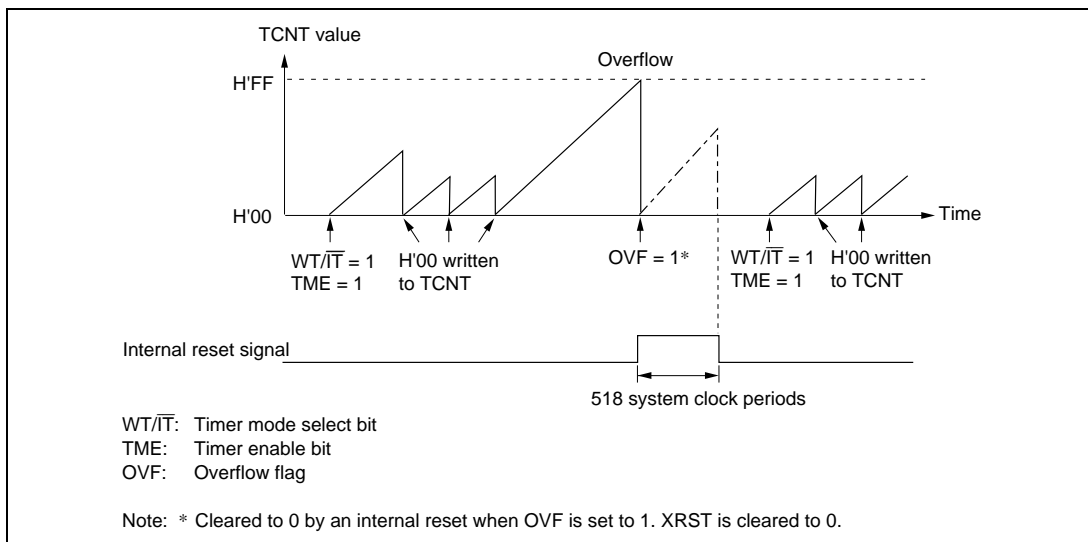 TCNT value
Overflow
H'FF
H'00
Time
WT/IT = 1
TME = 1
H'00 written
to TCNT
OVF = 1*
WT/IT = 1
TME = 1
H'00 written
to TCNT
Internal reset signal
518 system clock periods
WT/IT: Timer mode select bit
TME: Timer enable bit
OVF: Overflow flag
Note: * Cleared to 0 by an internal reset when OVF is set to 1. XRST is cleared to 0.